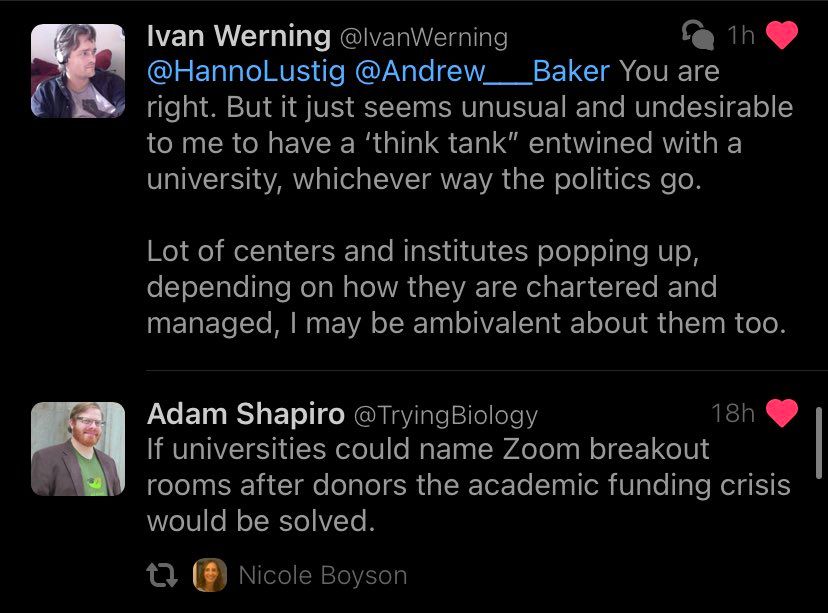 Ivan Werning @IvanWerning 1h
@HannoLustig @Andrew___Baker You are
right. But it just seems unusual and undesirable
to me to have a ‘think tank” entwined with a
university, whichever way the politics go.
Lot of centers and institutes popping up,
depending on how they are chartered and
managed, I may be ambivalent about them too.
Adam Shapiro @TryingBiology 18h
If universities could name Zoom breakout
rooms after donors the academic funding crisis
would be solved.
Nicole Boyson